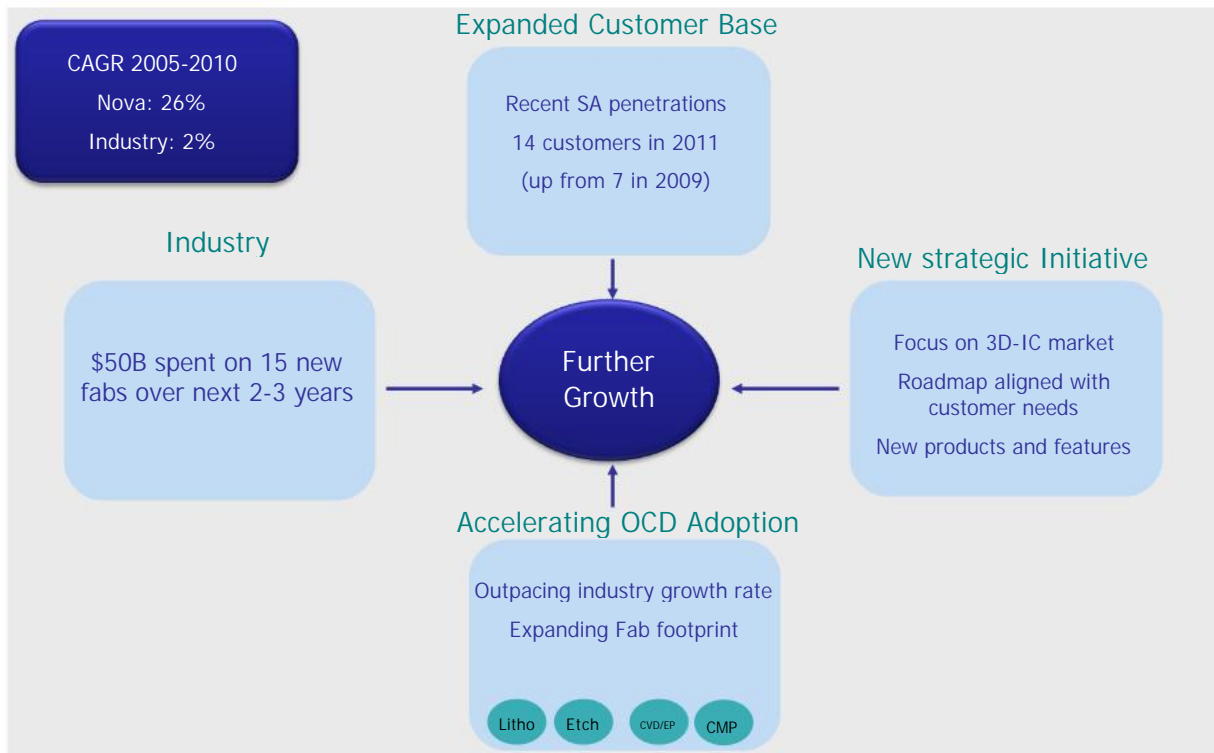 Expanded Customer Base
CAGR 2005-2010
Nova: 26%
Industry: 2%
Recent SA penetrations
14 customers in 2011
(up from 7 in 2009)
Industry
$50B spent on 15 new
fabs over next 2-3 years
New strategic Initiative
Focus on 3D-IC market
Roadmap aligned with
customer needs
New products and features
Further
Growth
Accelerating OCD Adoption
Outpacing industry growth rate
Expanding Fab footprint
Litho
Etch
CVD/EP
CMP